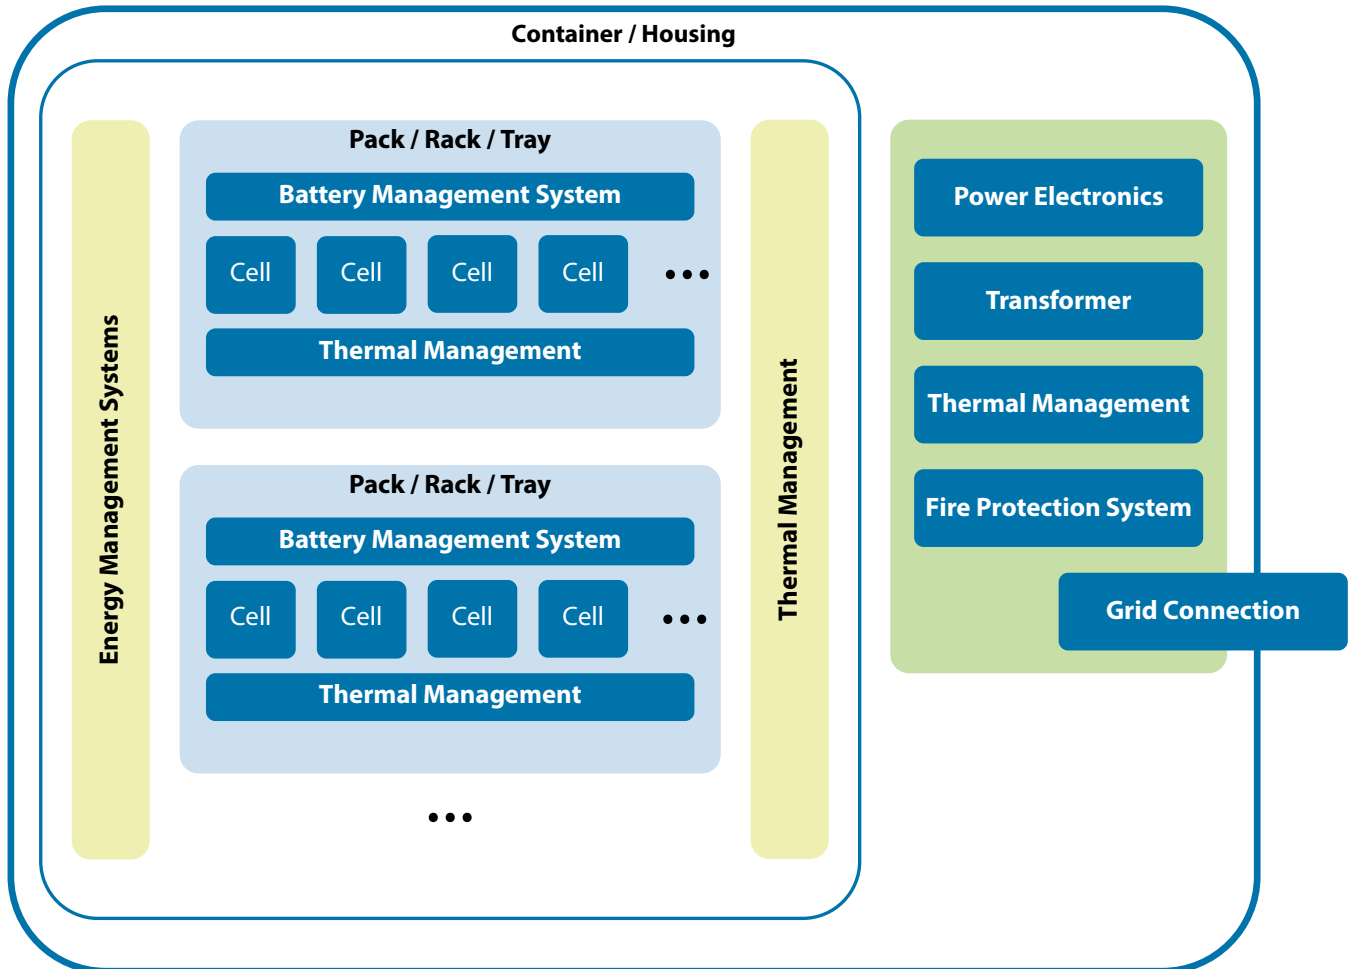 Container / Housing
Energy Management Systems
Pack / Rack / Tray
Battery Management System
Cell Cell Cell Cell •••
Thermal Management
Pack / Rack / Tray
Battery Management System
Cell Cell Cell Cell •••
Thermal Management
•••
Thermal Management
Power Electronics
Transformer
Thermal Management
Fire Protection System
Grid Connection